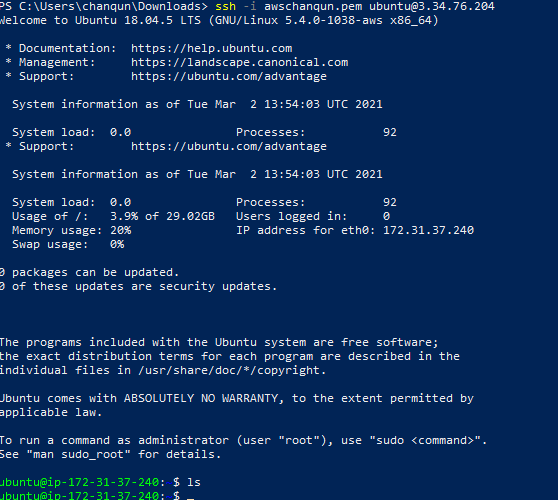 PS C:\Users\chanqun\Downloads> ssh -i awschanqun.pem ubuntu@3.34.76.204
Welcome to Ubuntu 18.04.5 LTS (GNU/Linux 5.4.0-1038-aws x86_64)
* Documentation: https://help.ubuntu.com
* Management: https://landscape.canonical.com
* Support: https://ubuntu.com/advantage
System information as of Tue Mar 2 13:54:03 UTC 2021
System load: 0.0 Processes: 92
* Support: https://ubuntu.com/advantage
System information as of Tue Mar 2 13:54:03 UTC 2021
System load: 0.0 Processes: 92
Usage of /: 3.9% of 29.02GB Users logged in: 0
Memory usage: 20% IP address for eth0: 172.31.37.240
Swap usage: 0%
0 packages can be updated.
0 of these updates are security updates.
The programs included with the Ubuntu system are free software;
the exact distribution terms for each program are described in the
individual files in /usr/share/doc/*/copyright.
Ubuntu comes with ABSOLUTELY NO WARRANTY, to the extent permitted by
applicable law.
To run a command as administrator (user "root"), use "sudo <command>".
See "man sudo_root" for details.
ubuntu@ip-172-31-37-240: $ ls
ubuntu@ip-172-31-37-240: $ _